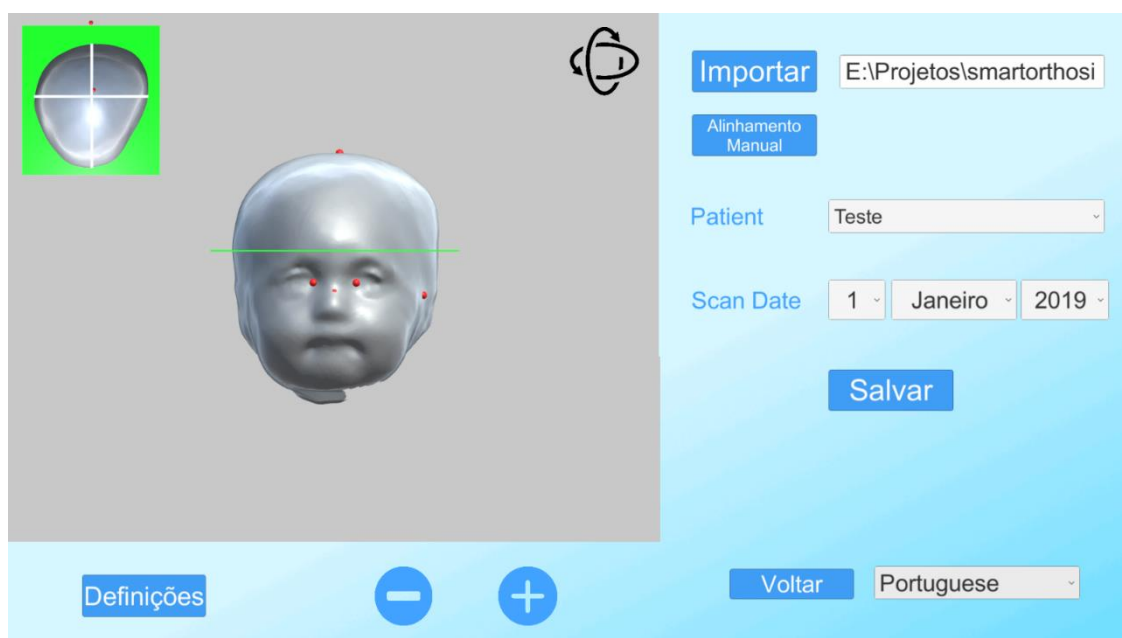 Importar
E:\Projetos\smartorthosi
Alinhamento
Manual
Patient
Teste
Scan Date
1
Janeiro
2019
Salvar
Definições
Voltar
Portuguese